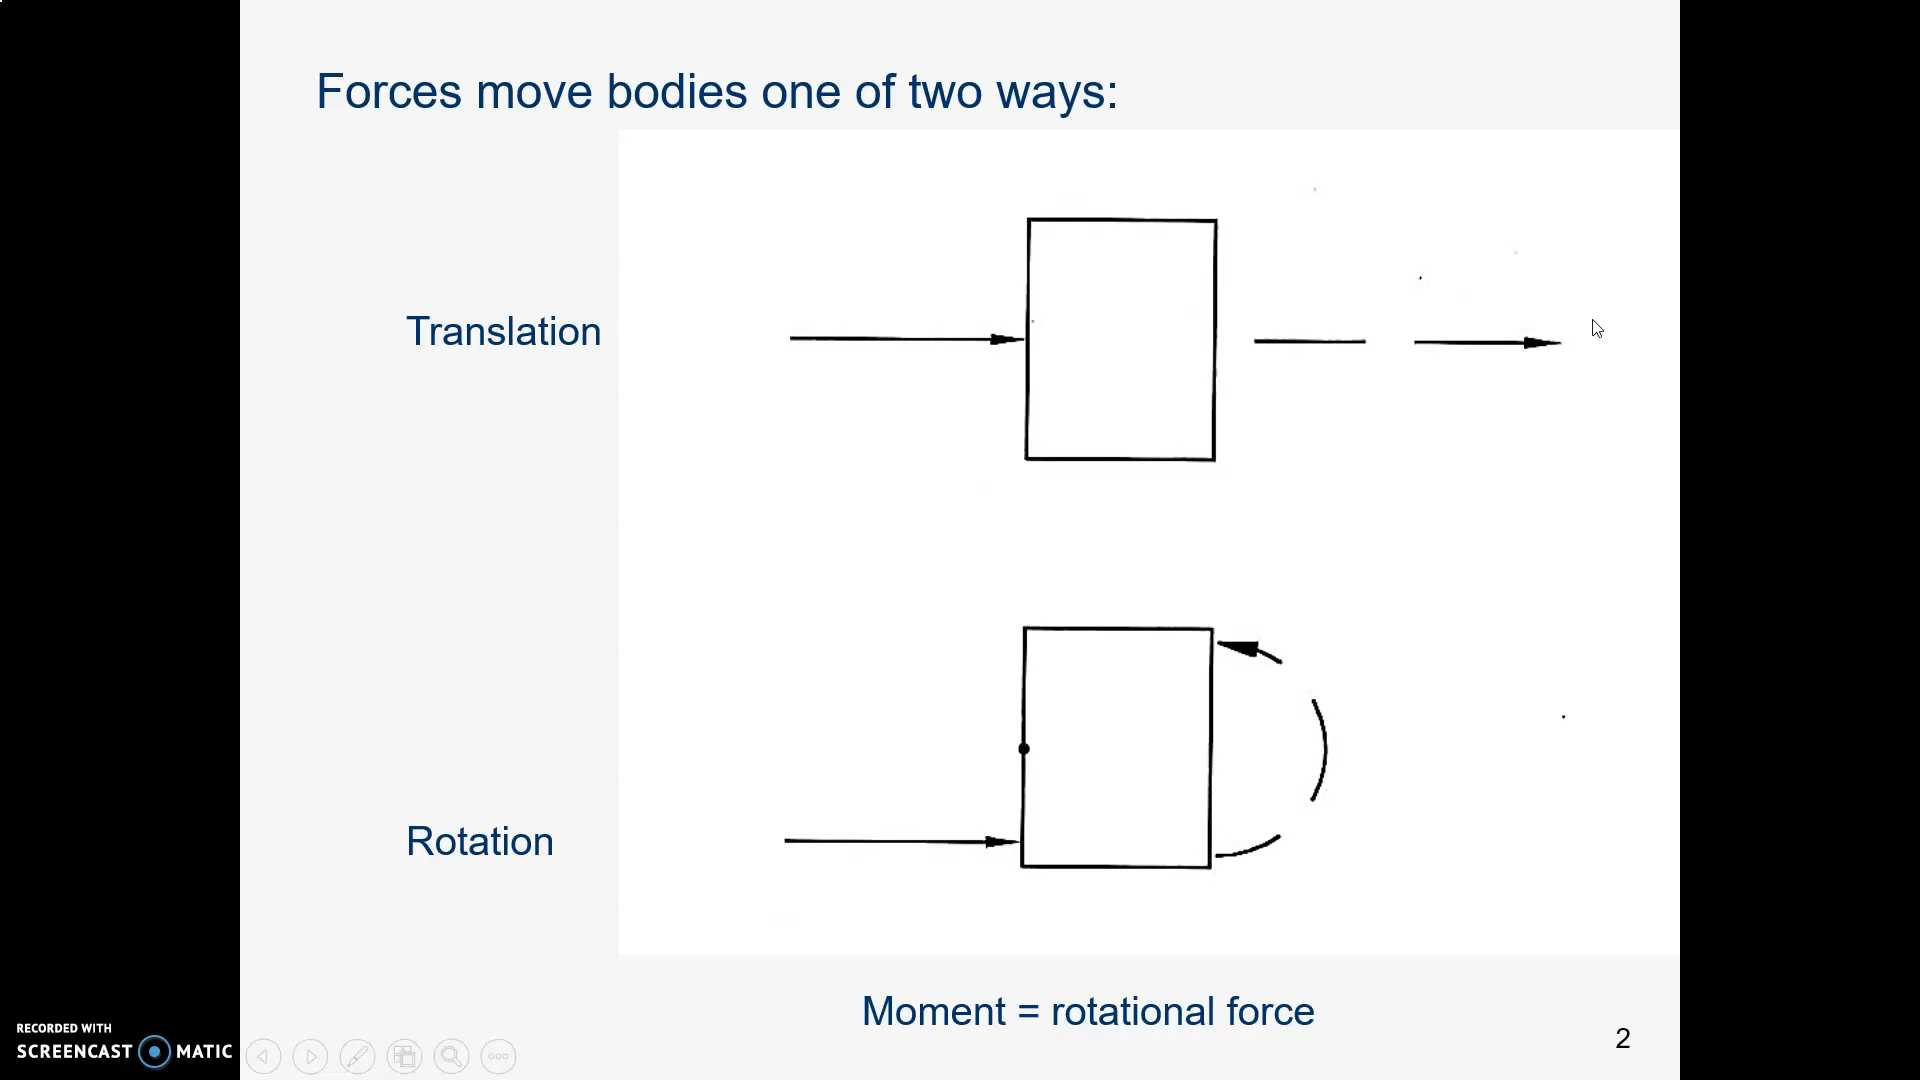 Forces move bodies one of two ways:
Translation
Rotation
Moment = rotational force
2
RECORDED WITH
SCREENCAST MATIC